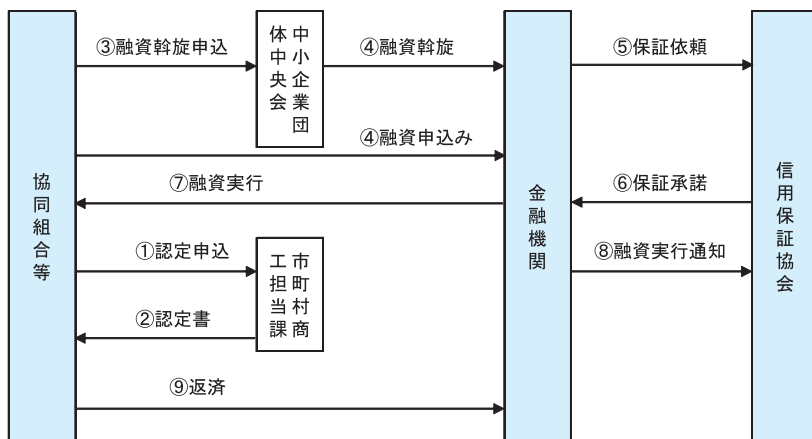 ③融資斡旋申込
中小企業団
体中央会
④融資斡旋
⑤保証依頼
④融資申込み
⑦融資実行
⑥保証承諾
協同組合等
金融機関
信用保証協会
①認定申込
市町村商
工担当課
⑧融資実行通知
②認定書
⑨返済